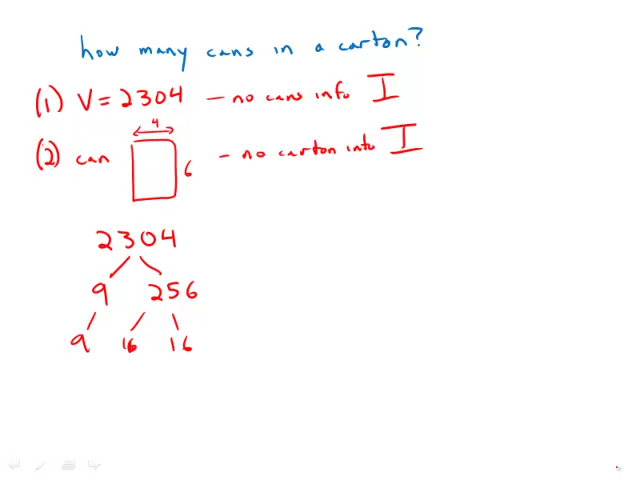 how many cans in a carton?
(1) V = 2304 – no cans info I
(2) can 4 6 – no carton info I
2304
9 256
9 16 16